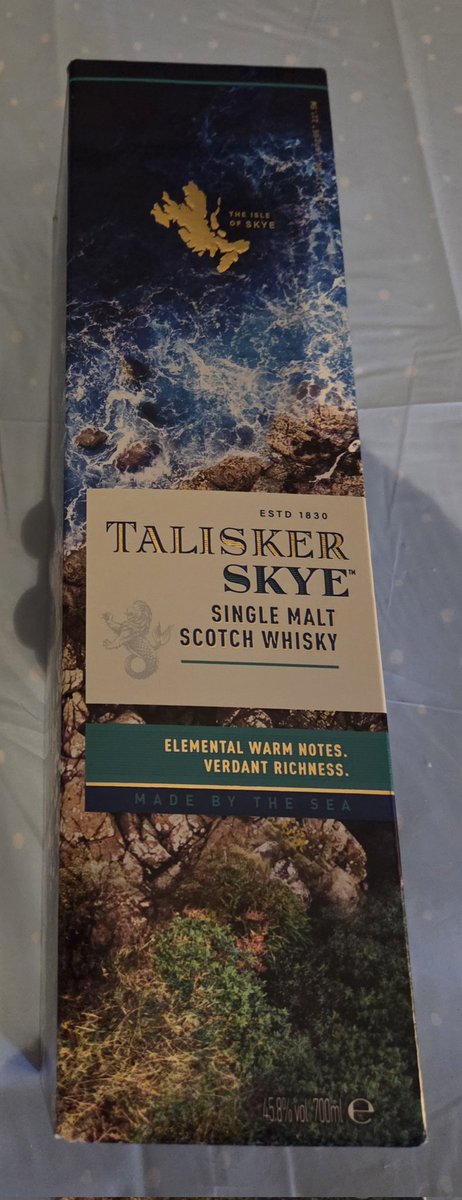 THE ISLE
OF SKYE
ESTD 1830
TALISKER
SKYE™
SINGLE MALT
SCOTCH WHISKY
ELEMENTAL WARM NOTES.
VERDANT RICHNESS.
MADE BY THE SEA
45.8% vol 700ml e